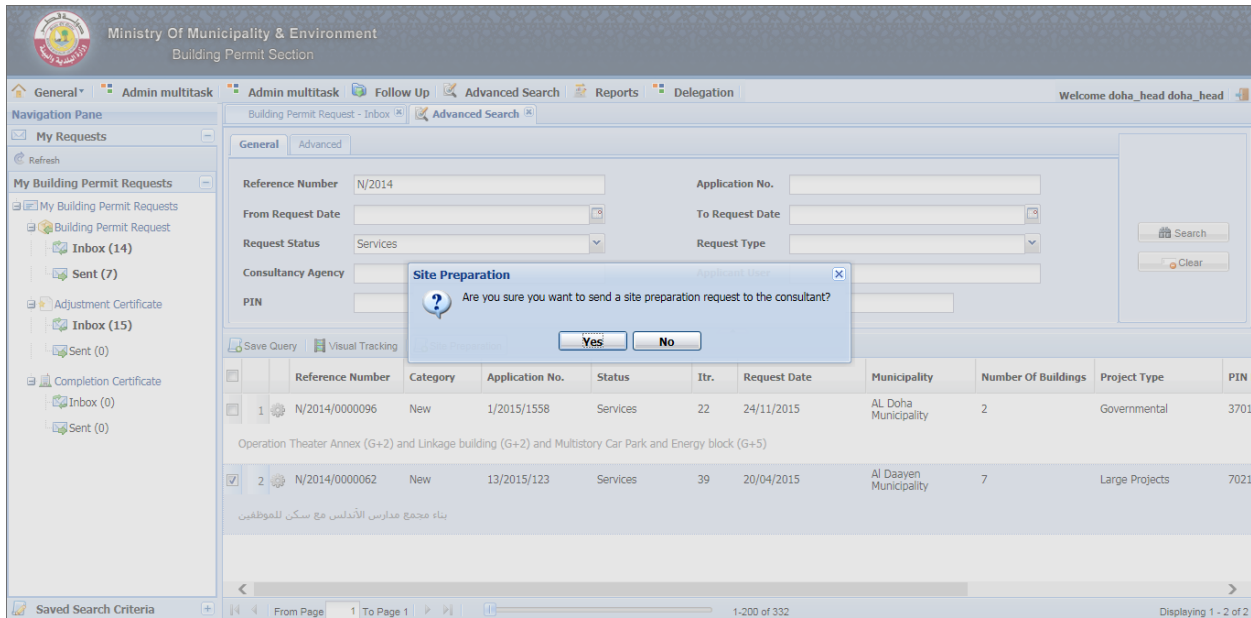 Ministry Of Municipality & Environment
Building Permit Section
General
Admin multitask
Admin multitask
Follow Up
Advanced Search
Reports
Delegation
Welcome doha_head doha_head
Navigation Pane
Building Permit Request - Inbox
Advanced Search
My Requests
Refresh
My Building Permit Requests
My Building Permit Requests
Building Permit Request
Inbox (14)
Sent (7)
Adjustment Certificate
Inbox (15)
Sent (0)
Completion Certificate
Inbox (0)
Sent (0)
Saved Search Criteria
General
Advanced
Reference Number N/2014
Application No.
From Request Date
To Request Date
Request Status Services
Request Type
Consultancy Agency
Applicant User
PIN
Search
Clear
Site Preparation
Are you sure you want to send a site preparation request to the consultant?
Yes No
Save Query
Visual Tracking
Reference Number Category Application No. Status Itr. Request Date Municipality Number Of Buildings Project Type PIN
1 N/2014/0000096 New 1/2015/1558 Services 22 24/11/2015 AL Doha Municipality 2 Governmental 3701
Operation Theater Annex (G+2) and Linkage building (G+2) and Multistory Car Park and Energy block (G+5)
2 N/2014/0000062 New 13/2015/123 Services 39 20/04/2015 Al Daayen Municipality 7 Large Projects 7021
بناء مجمع مدارس الأندلس مع سكن للموظفين
From Page 1 To Page 1
1-200 of 332
Displaying 1 - 2 of 2